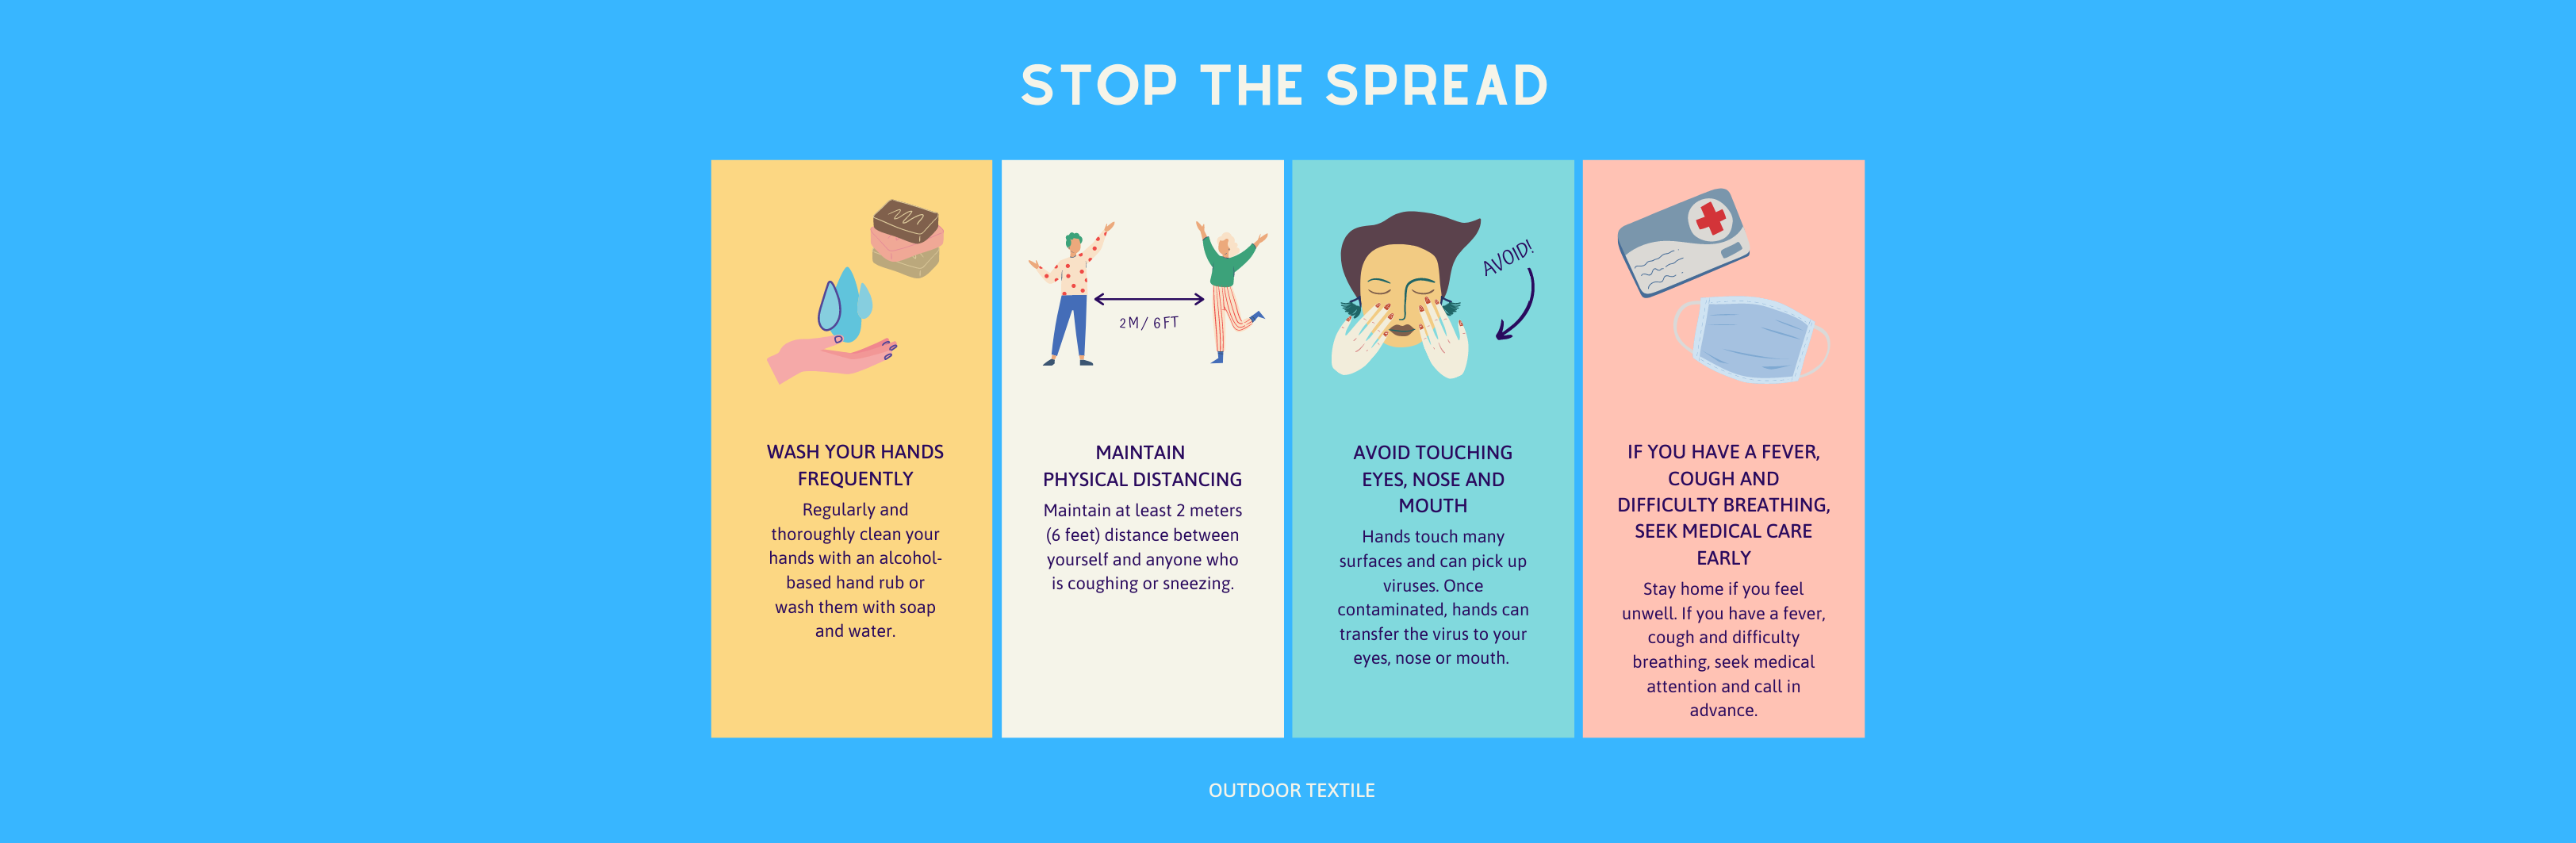 STOP THE SPREAD
WASH YOUR HANDS
FREQUENTLY
Regularly and
thoroughly clean your
hands with an alcohol-
based hand rub or
wash them with soap
and water.
2M/ 6FT
MAINTAIN
PHYSICAL DISTANCING
Maintain at least 2 meters
(6 feet) distance between
yourself and anyone who
is coughing or sneezing.
AVOID!
AVOID TOUCHING
EYES, NOSE AND
MOUTH
Hands touch many
surfaces and can pick up
viruses. Once
contaminated, hands can
transfer the virus to your
eyes, nose or mouth.
IF YOU HAVE A FEVER,
COUGH AND
DIFFICULTY BREATHING,
SEEK MEDICAL CARE
EARLY
Stay home if you feel
unwell. If you have a fever,
cough and difficulty
breathing, seek medical
attention and call in
advance.
OUTDOOR TEXTILE